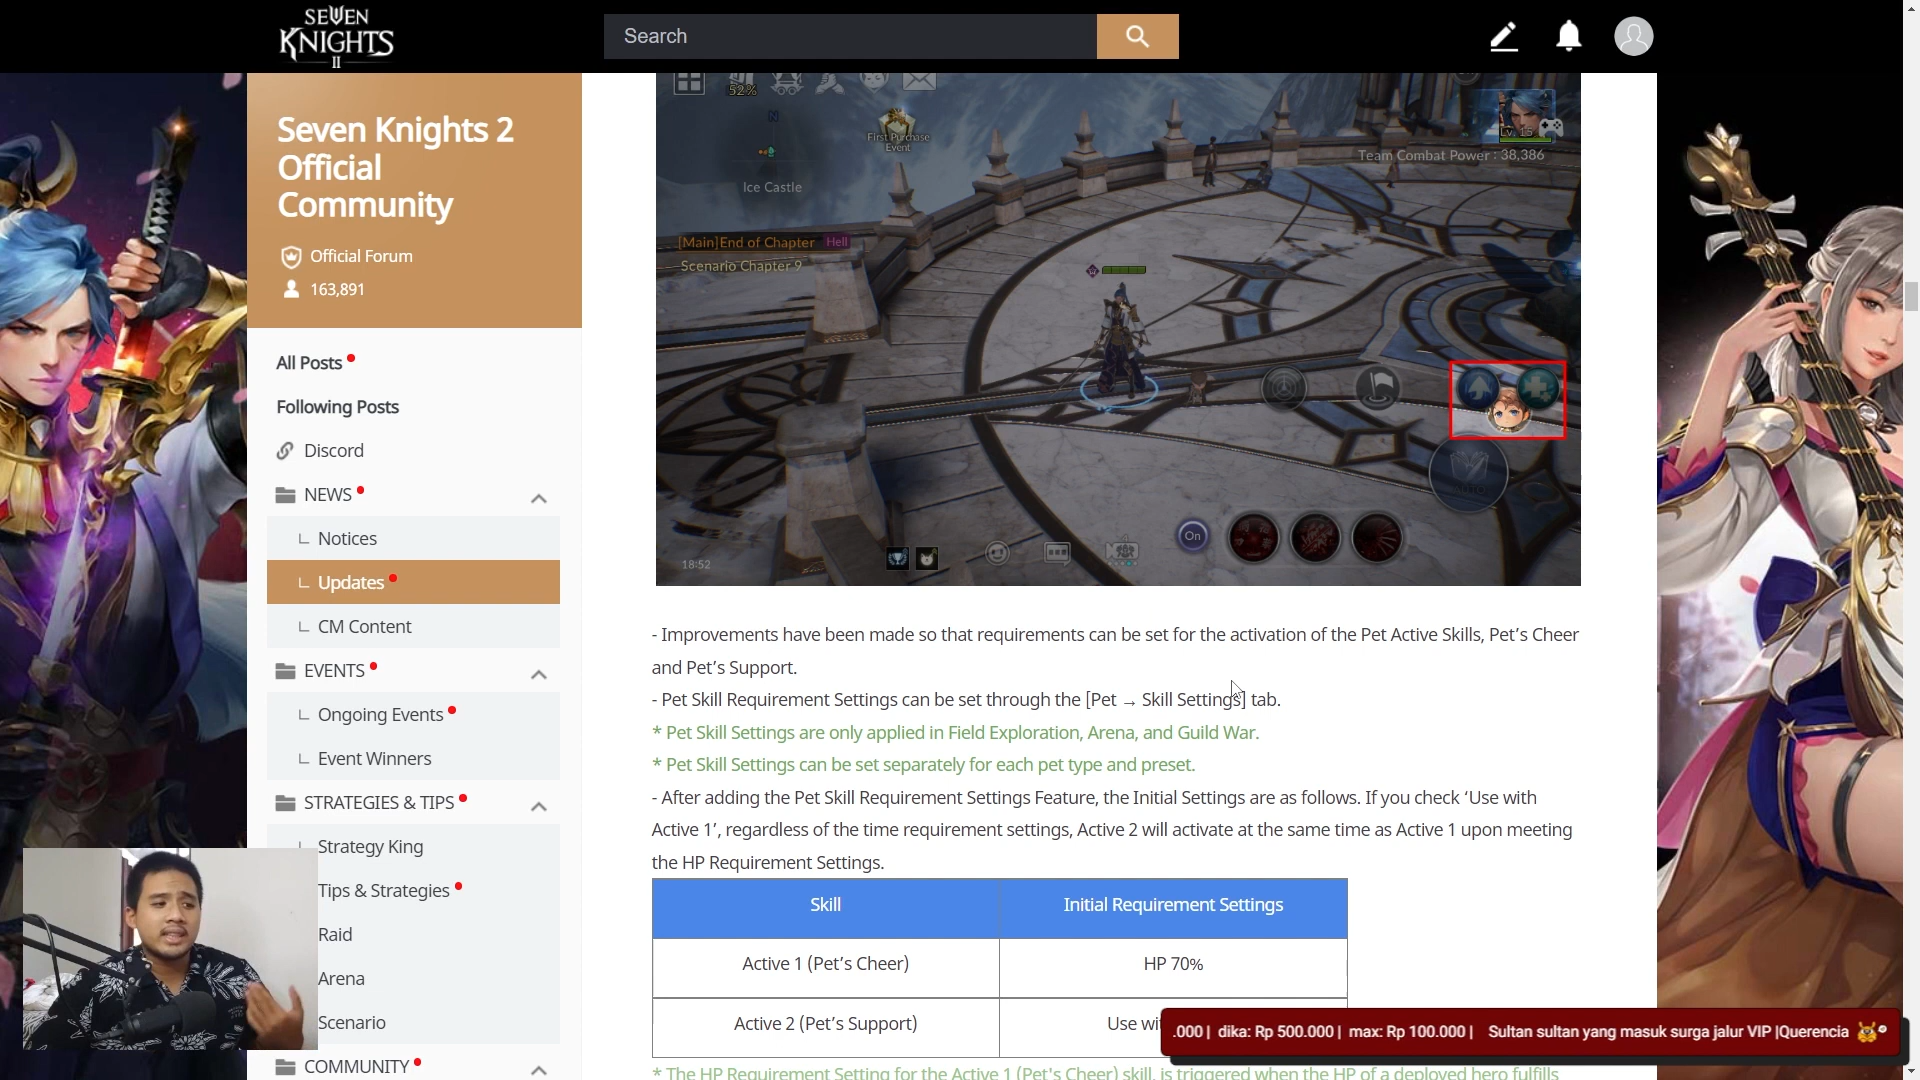 SEVEN
KNIGHTS
II
Search
Seven Knights 2
Official
Community
Official Forum
163,891
All Posts
Following Posts
Discord
NEWS
Notices
Updates
CM Content
EVENTS
Ongoing Events
Event Winners
STRATEGIES & TIPS
Strategy King
Tips & Strategies
Raid
Arena
Scenario
COMMUNITY
52%
N
First Purchase
Event
Ice Castle
Lv. 15
Team Combat Power : 38,386
[Main]End of Chapter Hell
Scenario Chapter 9
On
18:52
- Improvements have been made so that requirements can be set for the activation of the Pet Active Skills, Pet’s Cheer
and Pet’s Support.
- Pet Skill Requirement Settings can be set through the [Pet → Skill Settings] tab.
* Pet Skill Settings are only applied in Field Exploration, Arena, and Guild War.
* Pet Skill Settings can be set separately for each pet type and preset.
- After adding the Pet Skill Requirement Settings Feature, the Initial Settings are as follows. If you check ‘Use with
Active 1’, regardless of the time requirement settings, Active 2 will activate at the same time as Active 1 upon meeting
the HP Requirement Settings.
Skill Initial Requirement Settings
Active 1 (Pet’s Cheer) HP 70%
Active 2 (Pet’s Support) Use
.000 | dika: Rp 500.000 | max: Rp 100.000 | Sultan sultan yang masuk surga jalur VIP |Querencia
* The HP Requirement Setting for the Active 1 (Pet's Cheer) skill, is triggered when the HP of a deployed hero fulfills